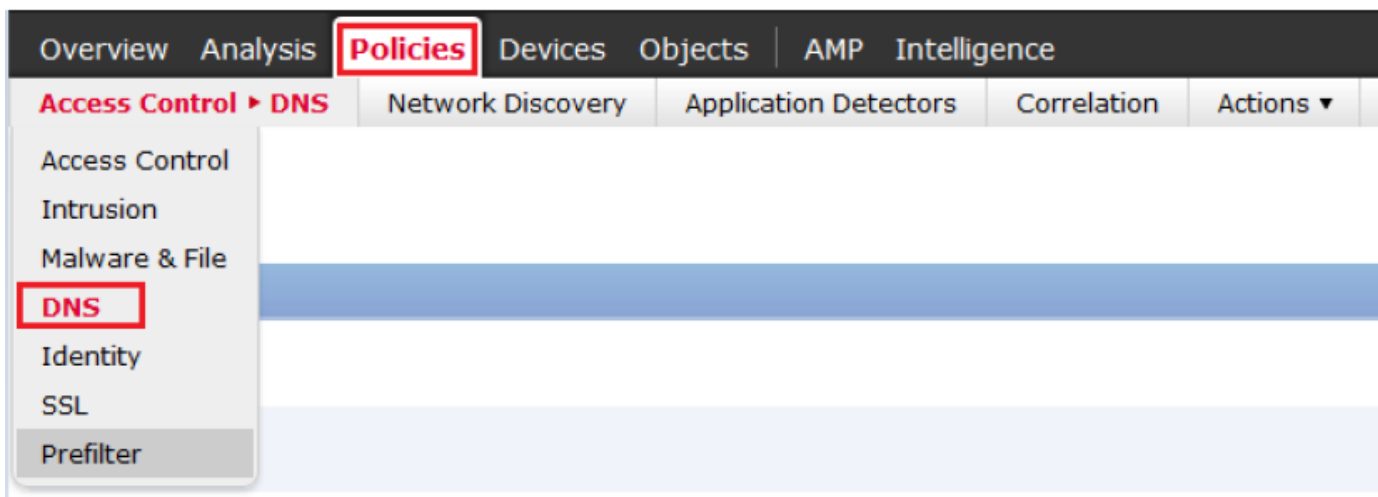 Overview Analysis Policies Devices Objects AMP Intelligence
Access Control ▸ DNS Network Discovery Application Detectors Correlation Actions ▼
Access Control
Intrusion
Malware & File
DNS
Identity
SSL
Prefilter